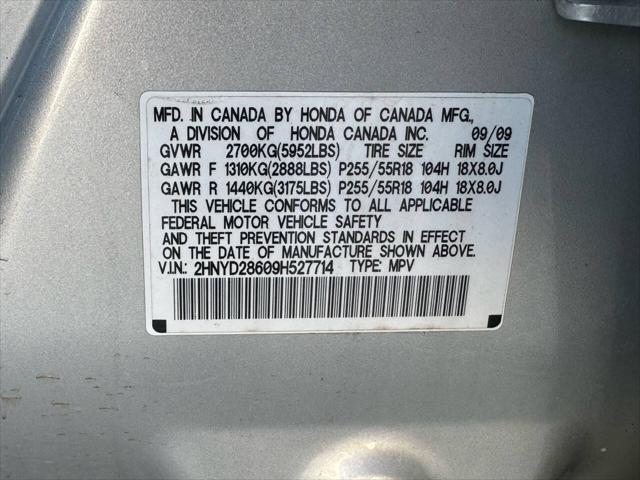 MFD. IN CANADA BY HONDA OF CANADA MFG.,
A DIVISION OF HONDA CANADA INC. 09/09
GVWR 2700KG(5952LBS) TIRE SIZE RIM SIZE
GAWR F 1310KG(2888LBS) P255/55R18 104H 18X8.0J
GAWR R 1440KG(3175LBS) P255/55R18 104H 18X8.0J
THIS VEHICLE CONFORMS TO ALL APPLICABLE
FEDERAL MOTOR VEHICLE SAFETY
AND THEFT PREVENTION STANDARDS IN EFFECT
ON THE DATE OF MANUFACTURE SHOWN ABOVE.
V.I.N.: 2HNYD28609H527714 TYPE: MPV